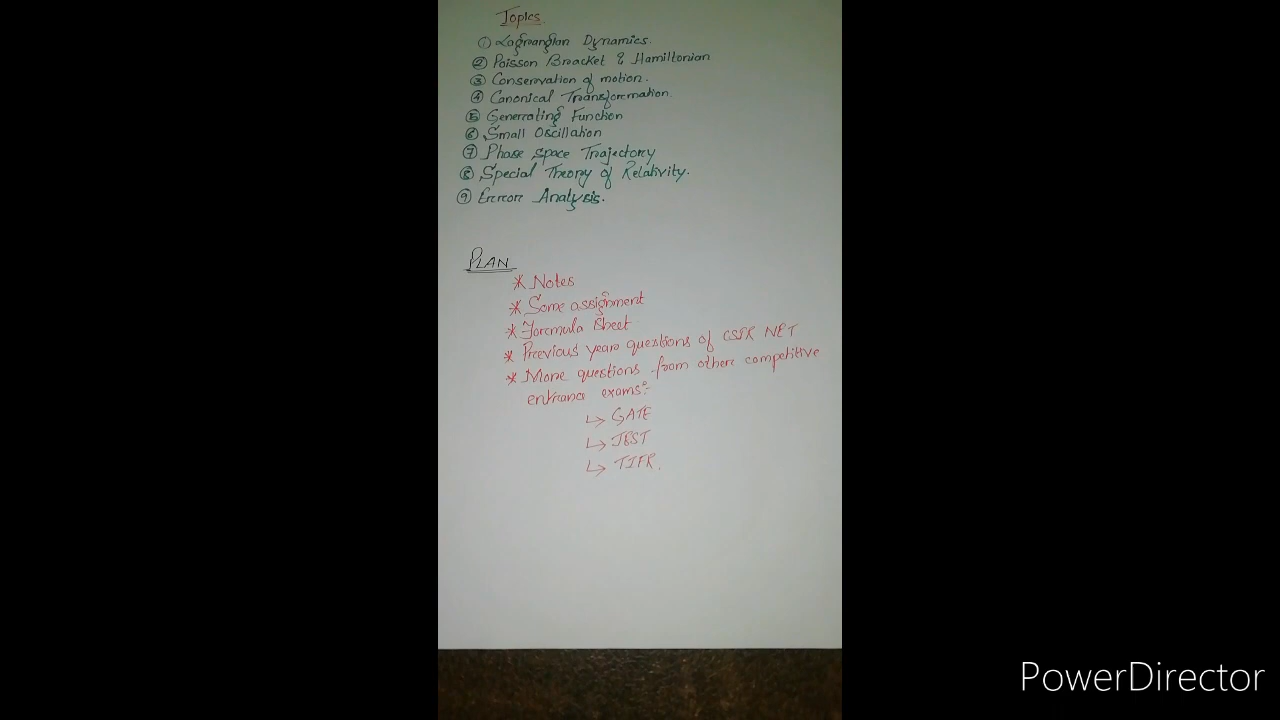 Topics.
① Lagrangian Dynamics.
② Poisson Bracket & Hamiltonian
③ Conservation of motion.
④ Canonical Transformation.
⑤ Generating Function
⑥ Small Oscillation
⑦ Phase space Trajectory
⑧ Special Theory of Relativity.
⑨ Error Analysis.
PLAN
* Notes
* Some assignment
* Formula Sheet
* Previous years questions of CSIR NET
* More questions from other competitive
entrance exams:-
↳ GATE
↳ JEST
↳ TIFR.
PowerDirector